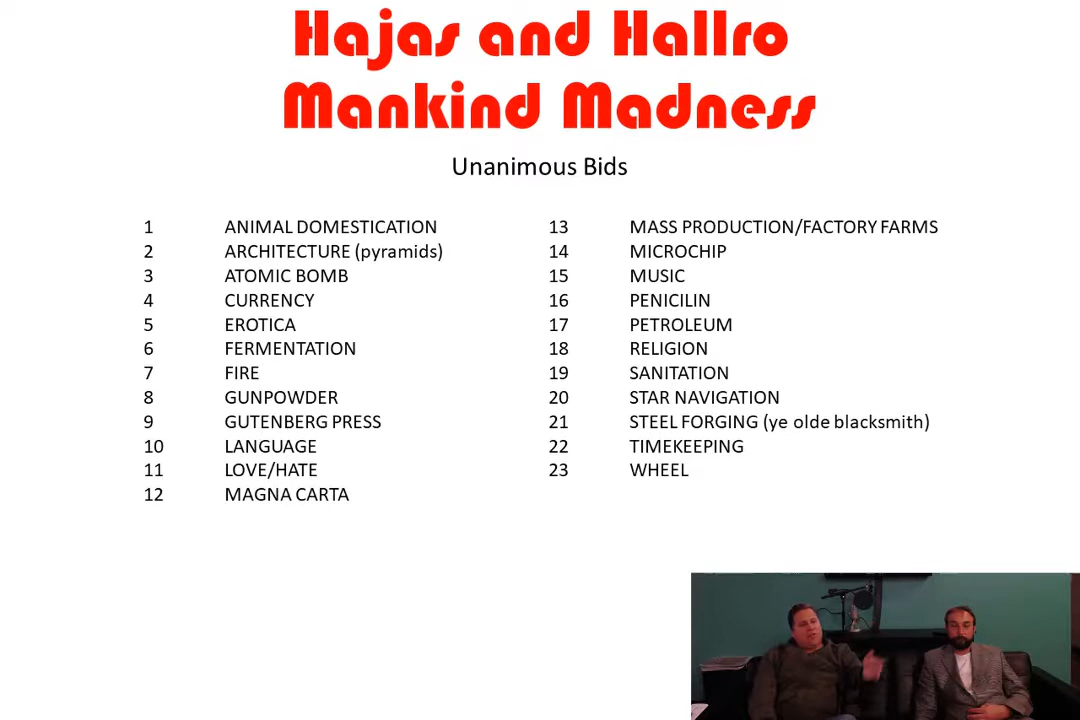 Hajas and Hallro
Mankind Madness
Unanimous Bids
1 ANIMAL DOMESTICATION
2 ARCHITECTURE (pyramids)
3 ATOMIC BOMB
4 CURRENCY
5 EROTICA
6 FERMENTATION
7 FIRE
8 GUNPOWDER
9 GUTENBERG PRESS
10 LANGUAGE
11 LOVE/HATE
12 MAGNA CARTA
13 MASS PRODUCTION/FACTORY FARMS
14 MICROCHIP
15 MUSIC
16 PENICILIN
17 PETROLEUM
18 RELIGION
19 SANITATION
20 STAR NAVIGATION
21 STEEL FORGING (ye olde blacksmith)
22 TIMEKEEPING
23 WHEEL